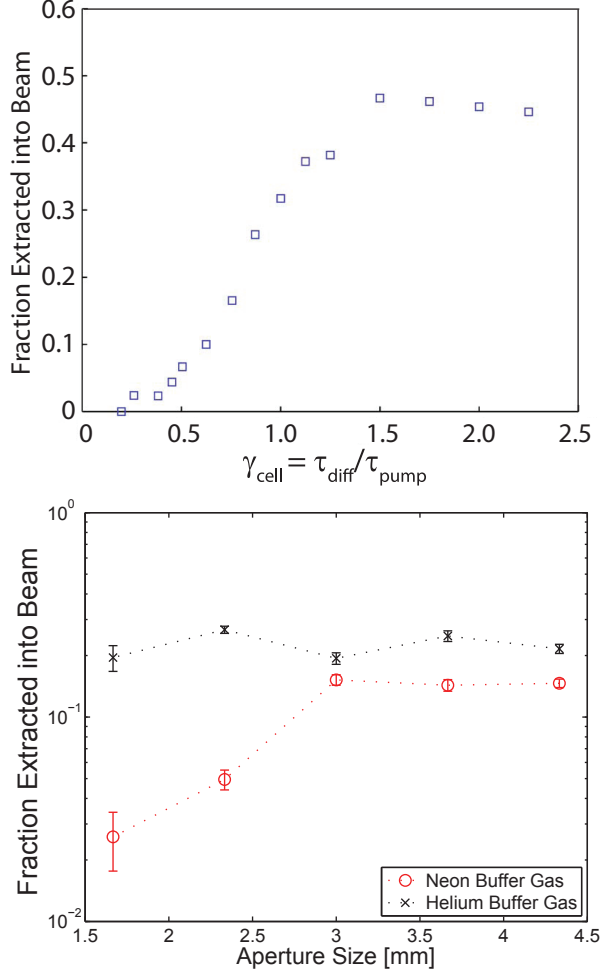 Fraction Extracted into Beam
0.6
0.5
0.4
0.3
0.2
0.1
0
0 0.5 1.0 1.5 2.0 2.5
γcell = τdiff/τpump
Fraction Extracted into Beam
10⁰
10⁻¹
10⁻²
Neon Buffer Gas
Helium Buffer Gas
1.5 2 2.5 3 3.5 4 4.5
Aperture Size [mm]